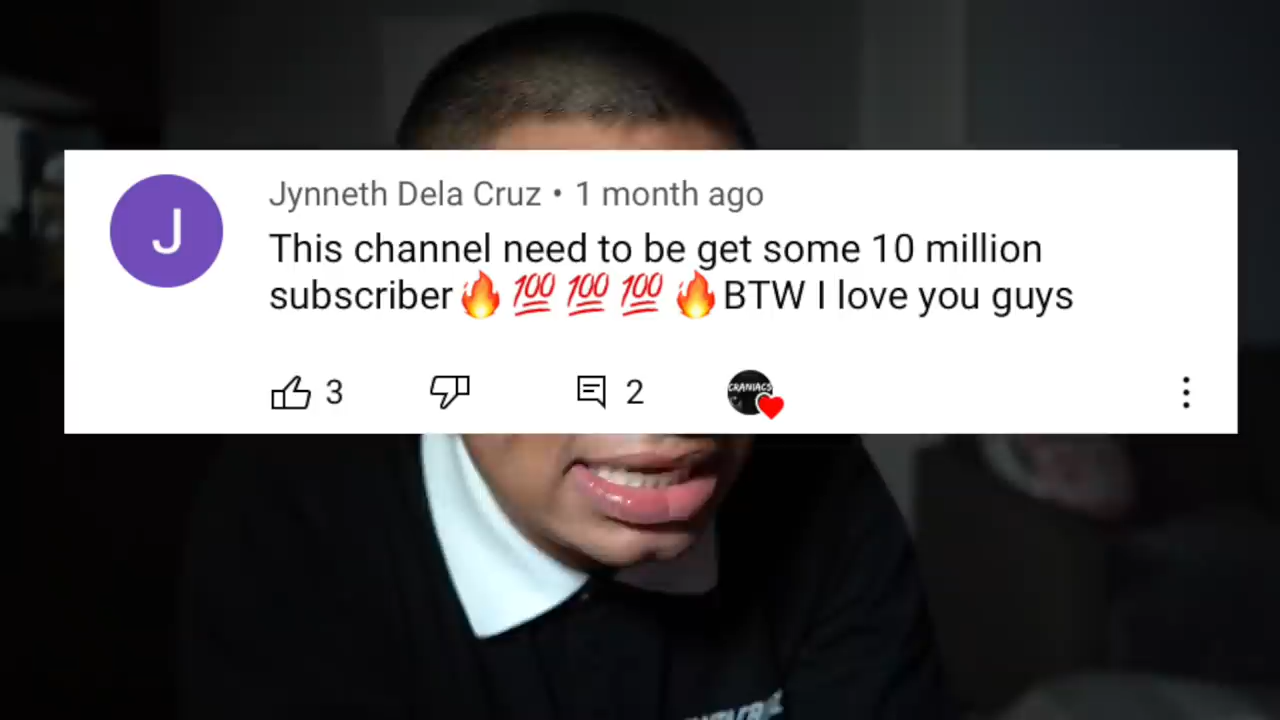 J
Jynneth Dela Cruz • 1 month ago
This channel need to be get some 10 million
subscriber🔥 💯 💯 💯 🔥BTW I love you guys
3
2
CRANIACS